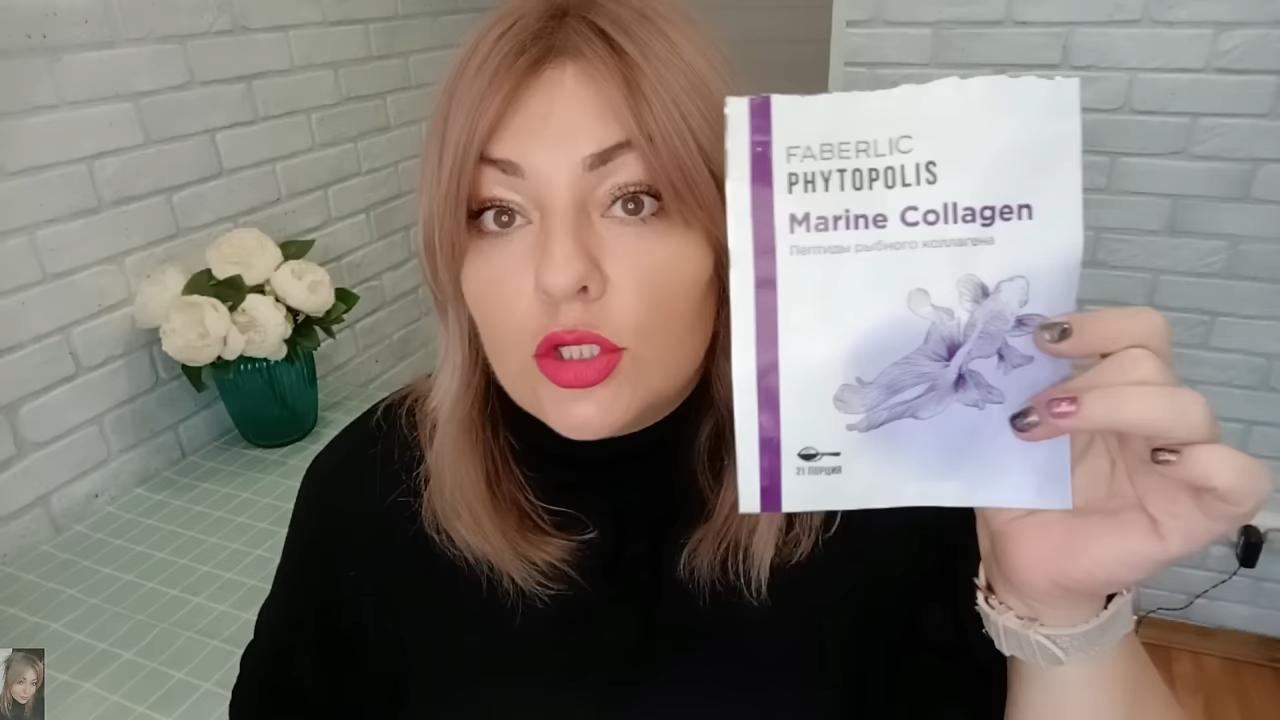 FABERLIC
PHYTOPOLIS
Marine Collagen
Пептиды рыбного коллагена
21 ПОРЦИЯ